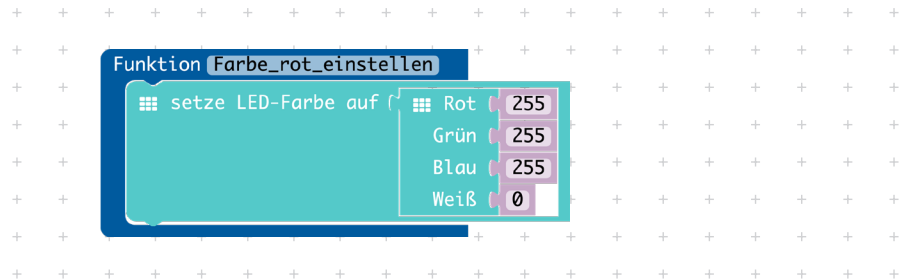 Funktion Farbe_rot_einstellen
setze LED-Farbe auf Rot 255
Grün 255
Blau 255
Weiß 0